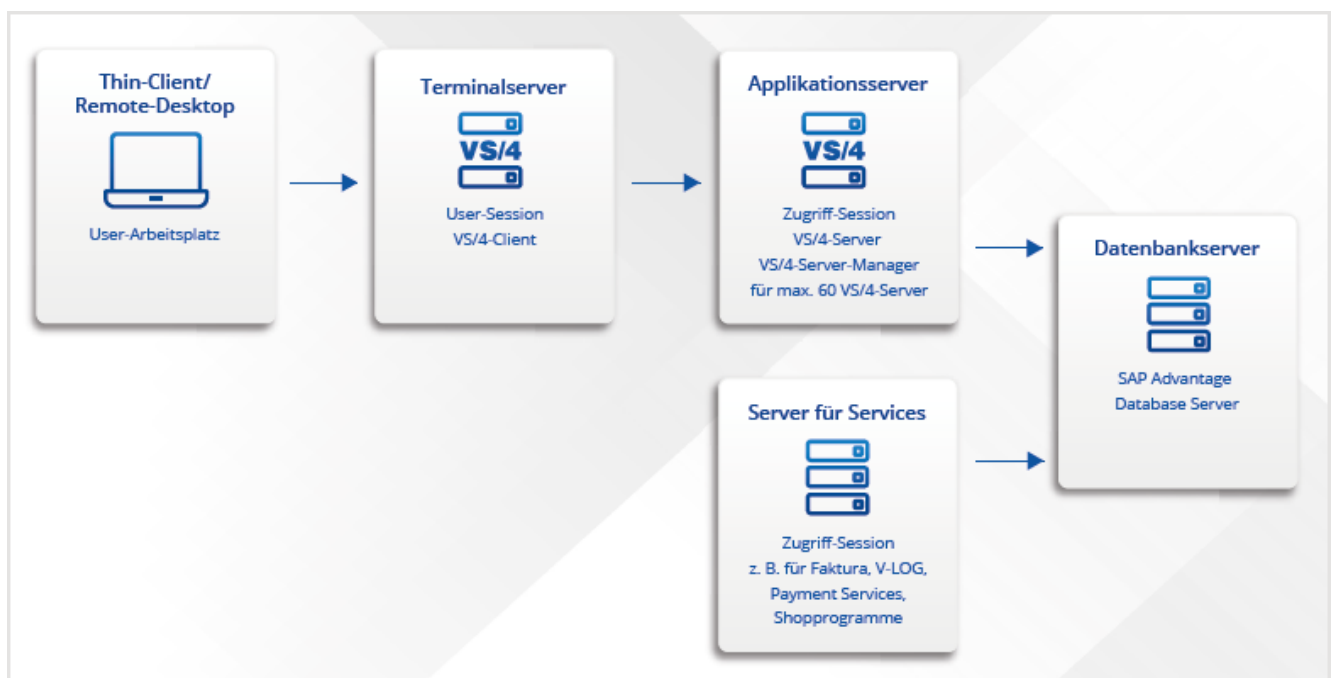 Thin-Client/
Remote-Desktop
User-Arbeitsplatz
Terminalserver
VS/4
User-Session
VS/4-Client
Applikationsserver
VS/4
Zugriff-Session
VS/4-Server
VS/4-Server-Manager
für max. 60 VS/4-Server
Server für Services
Zugriff-Session
z. B. für Faktura, V-LOG,
Payment Services,
Shopprogramme
Datenbankserver
SAP Advantage
Database Server